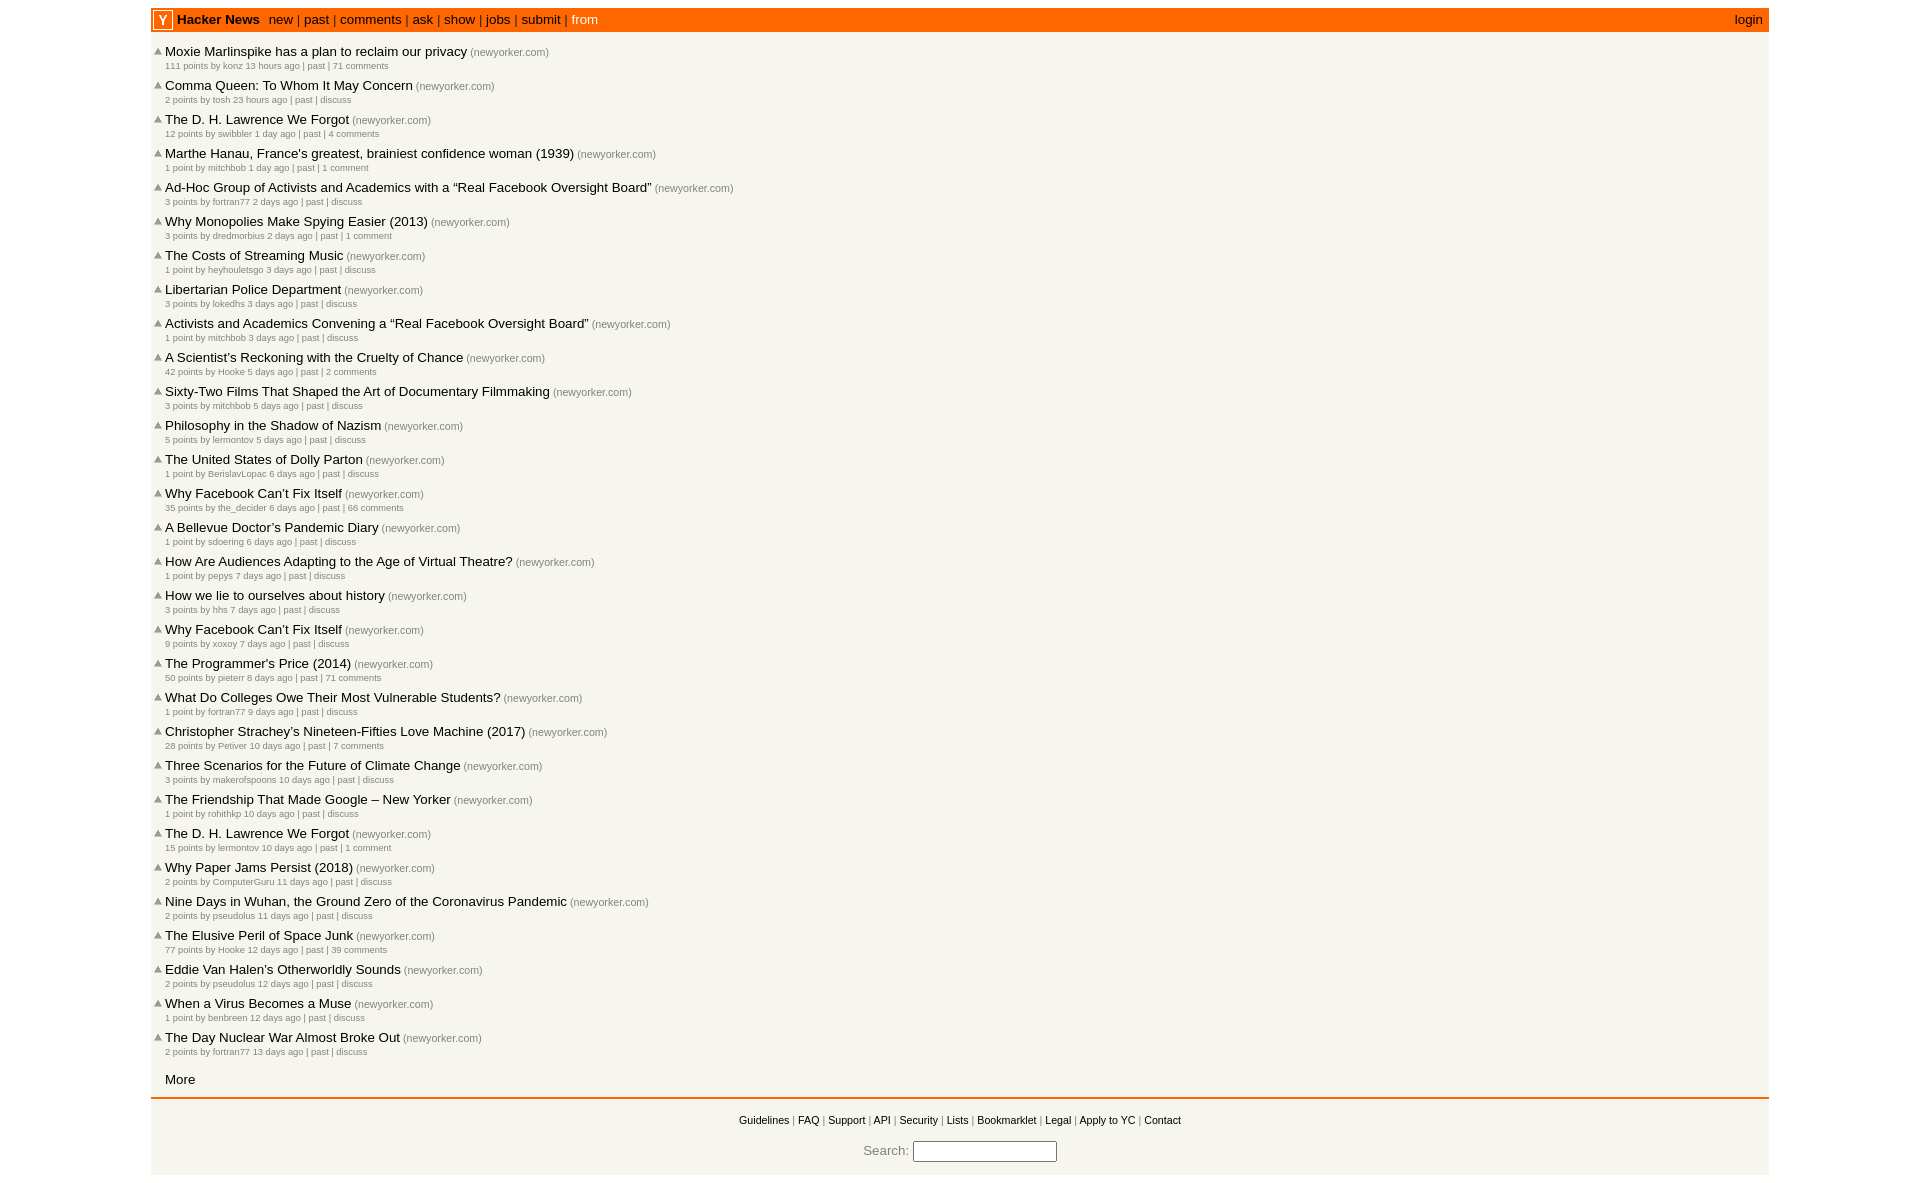 Y Hacker News new | past | comments | ask | show | jobs | submit | from login
Moxie Marlinspike has a plan to reclaim our privacy (newyorker.com)
111 points by konz 13 hours ago | past | 71 comments
Comma Queen: To Whom It May Concern (newyorker.com)
2 points by tosh 23 hours ago | past | discuss
The D. H. Lawrence We Forgot (newyorker.com)
12 points by swibbler 1 day ago | past | 4 comments
Marthe Hanau, France's greatest, brainiest confidence woman (1939) (newyorker.com)
1 point by mitchbob 1 day ago | past | 1 comment
Ad-Hoc Group of Activists and Academics with a “Real Facebook Oversight Board” (newyorker.com)
3 points by fortran77 2 days ago | past | discuss
Why Monopolies Make Spying Easier (2013) (newyorker.com)
3 points by dredmorbius 2 days ago | past | 1 comment
The Costs of Streaming Music (newyorker.com)
1 point by heyhouletsgo 3 days ago | past | discuss
Libertarian Police Department (newyorker.com)
3 points by lokedhs 3 days ago | past | discuss
Activists and Academics Convening a “Real Facebook Oversight Board” (newyorker.com)
1 point by mitchbob 3 days ago | past | discuss
A Scientist’s Reckoning with the Cruelty of Chance (newyorker.com)
42 points by Hooke 5 days ago | past | 2 comments
Sixty-Two Films That Shaped the Art of Documentary Filmmaking (newyorker.com)
3 points by mitchbob 5 days ago | past | discuss
Philosophy in the Shadow of Nazism (newyorker.com)
5 points by lermontov 5 days ago | past | discuss
The United States of Dolly Parton (newyorker.com)
1 point by BerislavLopac 6 days ago | past | discuss
Why Facebook Can’t Fix Itself (newyorker.com)
35 points by the_decider 6 days ago | past | 66 comments
A Bellevue Doctor’s Pandemic Diary (newyorker.com)
1 point by sdoering 6 days ago | past | discuss
How Are Audiences Adapting to the Age of Virtual Theatre? (newyorker.com)
1 point by pepys 7 days ago | past | discuss
How we lie to ourselves about history (newyorker.com)
3 points by hhs 7 days ago | past | discuss
Why Facebook Can’t Fix Itself (newyorker.com)
9 points by xoxoy 7 days ago | past | discuss
The Programmer's Price (2014) (newyorker.com)
50 points by pieterr 8 days ago | past | 71 comments
What Do Colleges Owe Their Most Vulnerable Students? (newyorker.com)
1 point by fortran77 9 days ago | past | discuss
Christopher Strachey’s Nineteen-Fifties Love Machine (2017) (newyorker.com)
28 points by Petiver 10 days ago | past | 7 comments
Three Scenarios for the Future of Climate Change (newyorker.com)
3 points by makerofspoons 10 days ago | past | discuss
The Friendship That Made Google – New Yorker (newyorker.com)
1 point by rohithkp 10 days ago | past | discuss
The D. H. Lawrence We Forgot (newyorker.com)
15 points by lermontov 10 days ago | past | 1 comment
Why Paper Jams Persist (2018) (newyorker.com)
2 points by ComputerGuru 11 days ago | past | discuss
Nine Days in Wuhan, the Ground Zero of the Coronavirus Pandemic (newyorker.com)
2 points by pseudolus 11 days ago | past | discuss
The Elusive Peril of Space Junk (newyorker.com)
77 points by Hooke 12 days ago | past | 39 comments
Eddie Van Halen’s Otherworldly Sounds (newyorker.com)
2 points by pseudolus 12 days ago | past | discuss
When a Virus Becomes a Muse (newyorker.com)
1 point by benbreen 12 days ago | past | discuss
The Day Nuclear War Almost Broke Out (newyorker.com)
2 points by fortran77 13 days ago | past | discuss
More
Guidelines | FAQ | Support | API | Security | Lists | Bookmarklet | Legal | Apply to YC | Contact
Search: